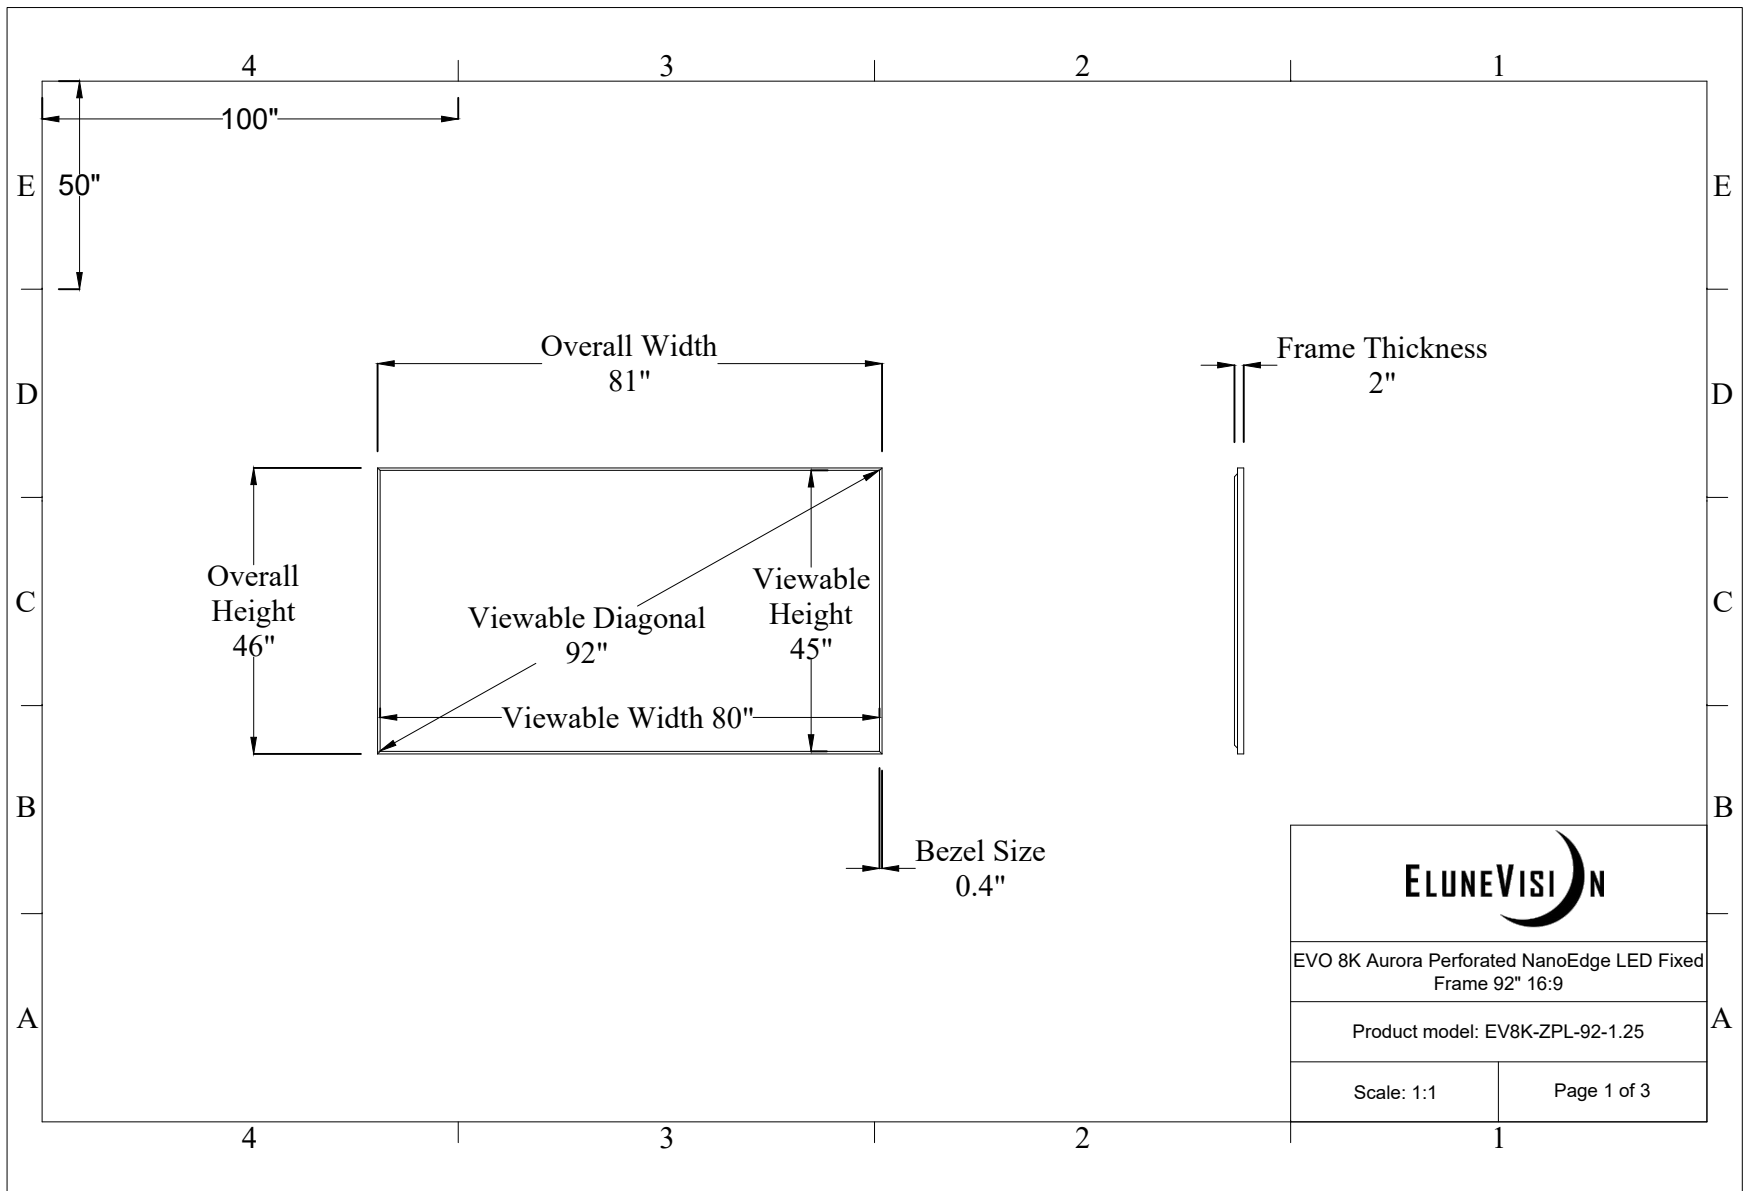 4 3 2 1
100"
E 50" E
Overall Width
81"
Frame Thickness
2"
D D
Overall
Height
46"
Viewable
Height
45"
C C
Viewable Diagonal
92"
Viewable Width 80"
B B
Bezel Size
0.4"
ELUNEVISION
EVO 8K Aurora Perforated NanoEdge LED Fixed
Frame 92" 16:9
A A
Product model: EV8K-ZPL-92-1.25
Scale: 1:1 Page 1 of 3
4 3 2 1